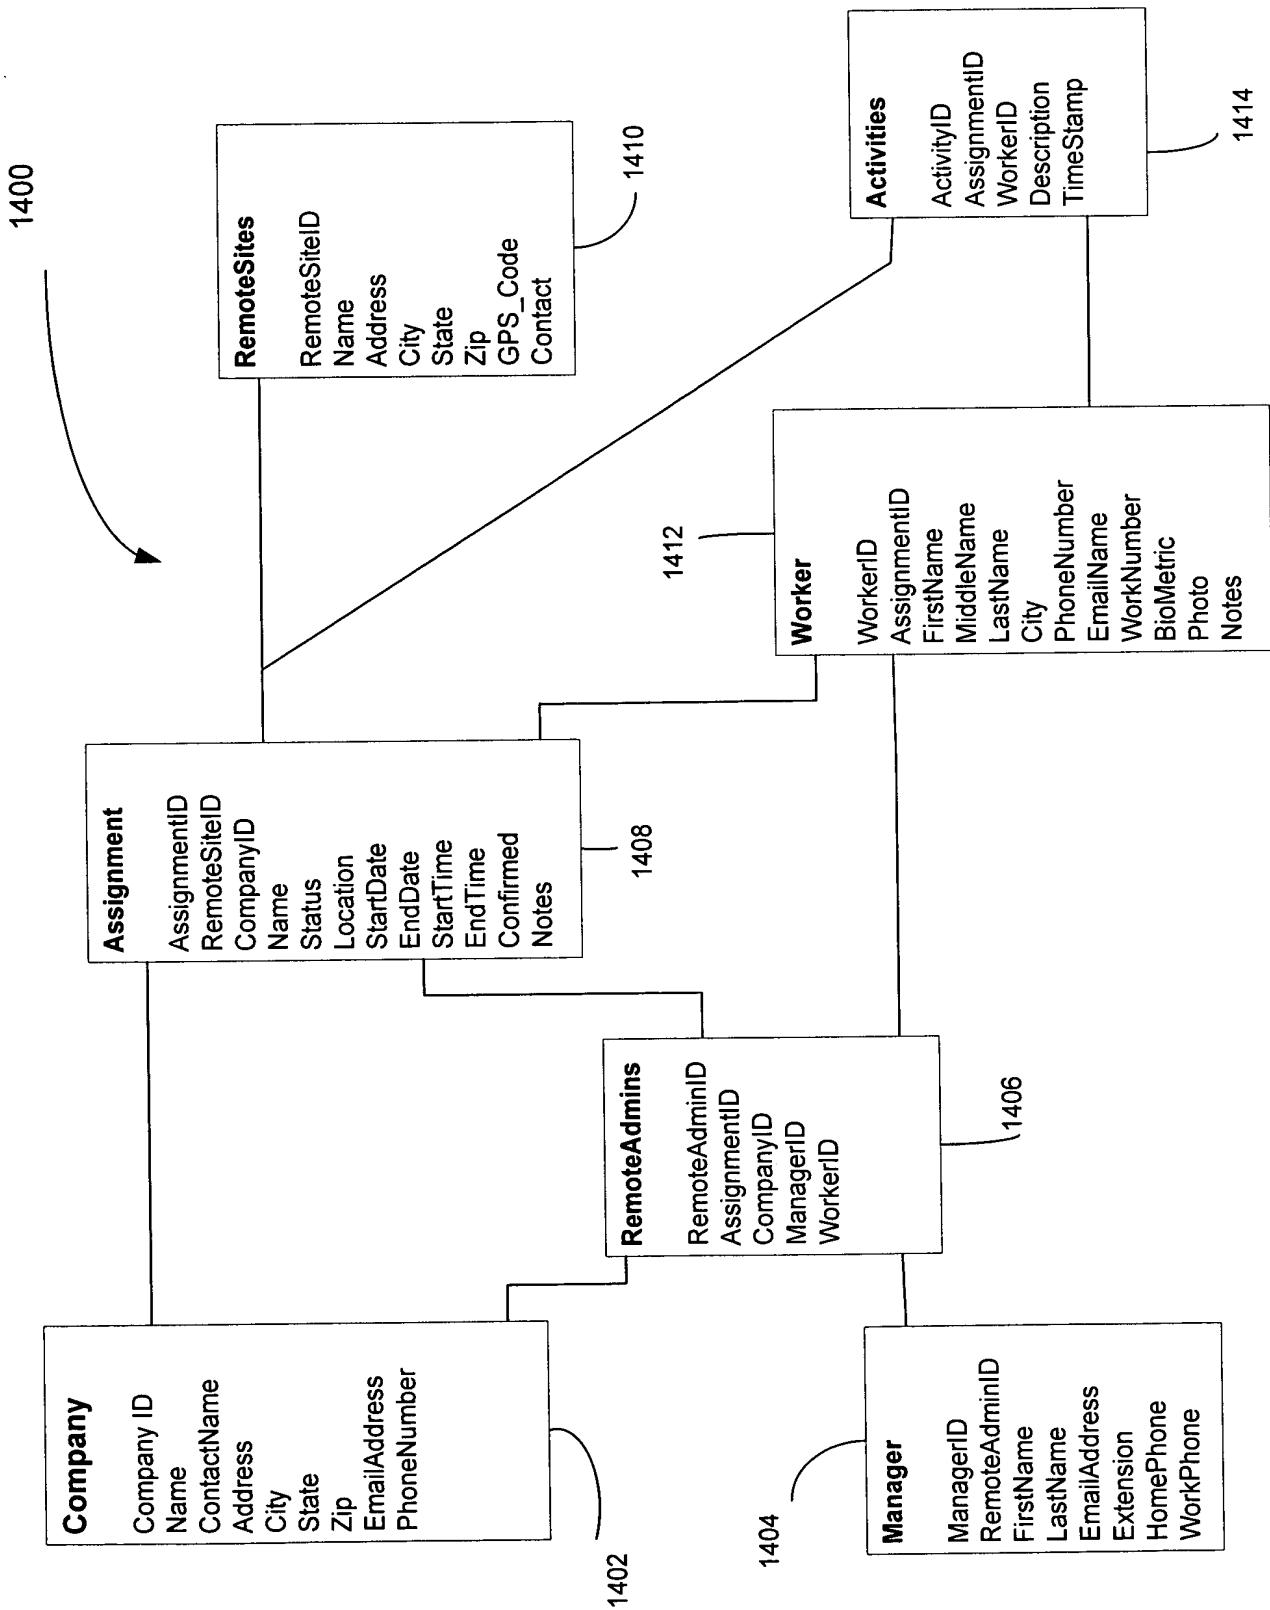 1400
Company
Company ID
Name
ContactName
Address
City
State
Zip
EmailAddress
PhoneNumber
1402
Assignment
AssignmentID
RemoteSiteID
CompanyID
Name
Status
Location
StartDate
EndDate
StartTime
EndTime
Confirmed
Notes
1408
RemoteSites
RemoteSiteID
Name
Address
City
State
Zip
GPS_Code
Contact
1410
RemoteAdmins
RemoteAdminID
AssignmentID
CompanyID
ManagerID
WorkerID
1406
Manager
ManagerID
RemoteAdminID
FirstName
LastName
EmailAddress
Extension
HomePhone
WorkPhone
1404
1412
Worker
WorkerID
AssignmentID
FirstName
MiddleName
LastName
City
PhoneNumber
EmailName
WorkNumber
BioMetric
Photo
Notes
Activities
ActivityID
AssignmentID
WorkerID
Description
TimeStamp
1414